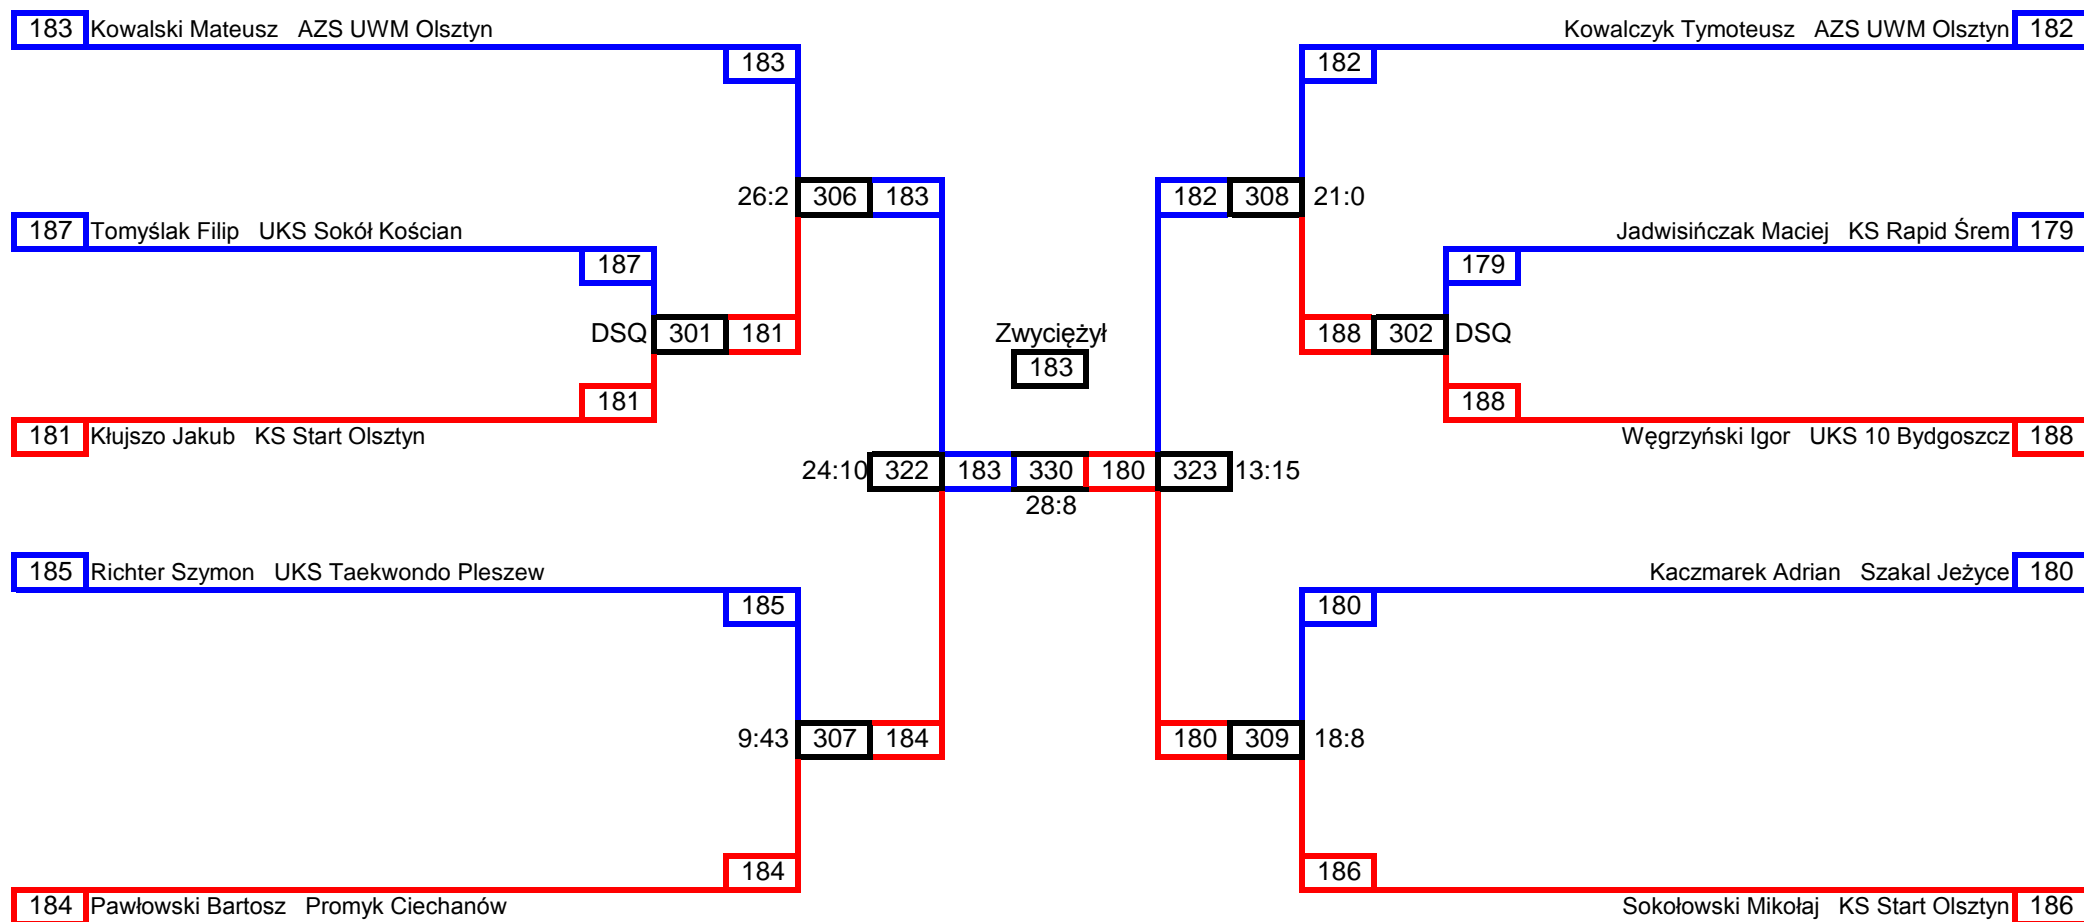 183 Kowalski Mateusz AZS UWM Olsztyn
Kowalczyk Tymoteusz AZS UWM Olsztyn 182
183
182
26:2 306 183
182 308 21:0
187 Tomyślak Filip UKS Sokół Kościan
Jadwisińczak Maciej KS Rapid Śrem 179
187
179
DSQ 301 181
Zwyciężył
183
188 302 DSQ
181
188
181 Kłujszo Jakub KS Start Olsztyn
Węgrzyński Igor UKS 10 Bydgoszcz 188
24:10 322 183 330 180 323 13:15
28:8
185 Richter Szymon UKS Taekwondo Pleszew
Kaczmarek Adrian Szakal Jeżyce 180
185
180
9:43 307 184
180 309 18:8
184
186
184 Pawłowski Bartosz Promyk Ciechanów
Sokołowski Mikołaj KS Start Olsztyn 186